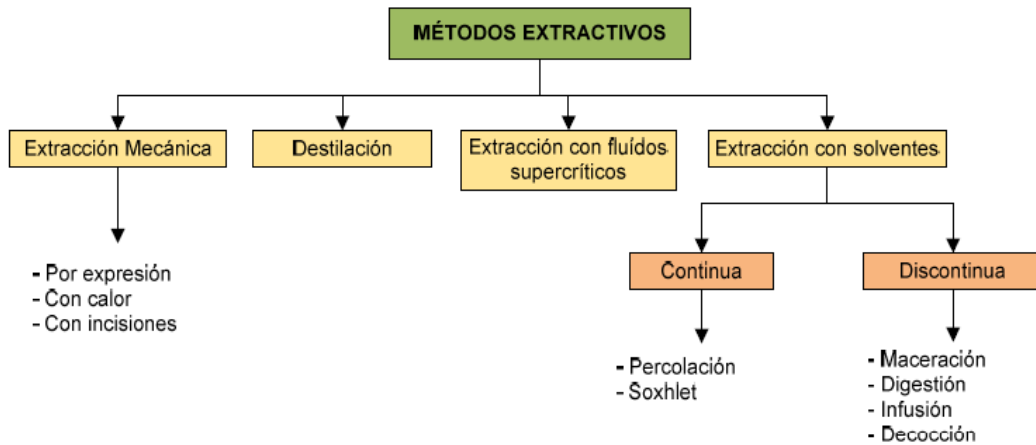 MÉTODOS EXTRACTIVOS
Extracción Mecánica
Destilación
Extracción con fluídos
supercríticos
Extracción con solventes
- Por expresión
- Con calor
- Con incisiones
Continua
Discontinua
- Percolación
- Soxhlet
- Maceración
- Digestión
- Infusión
- Decocción